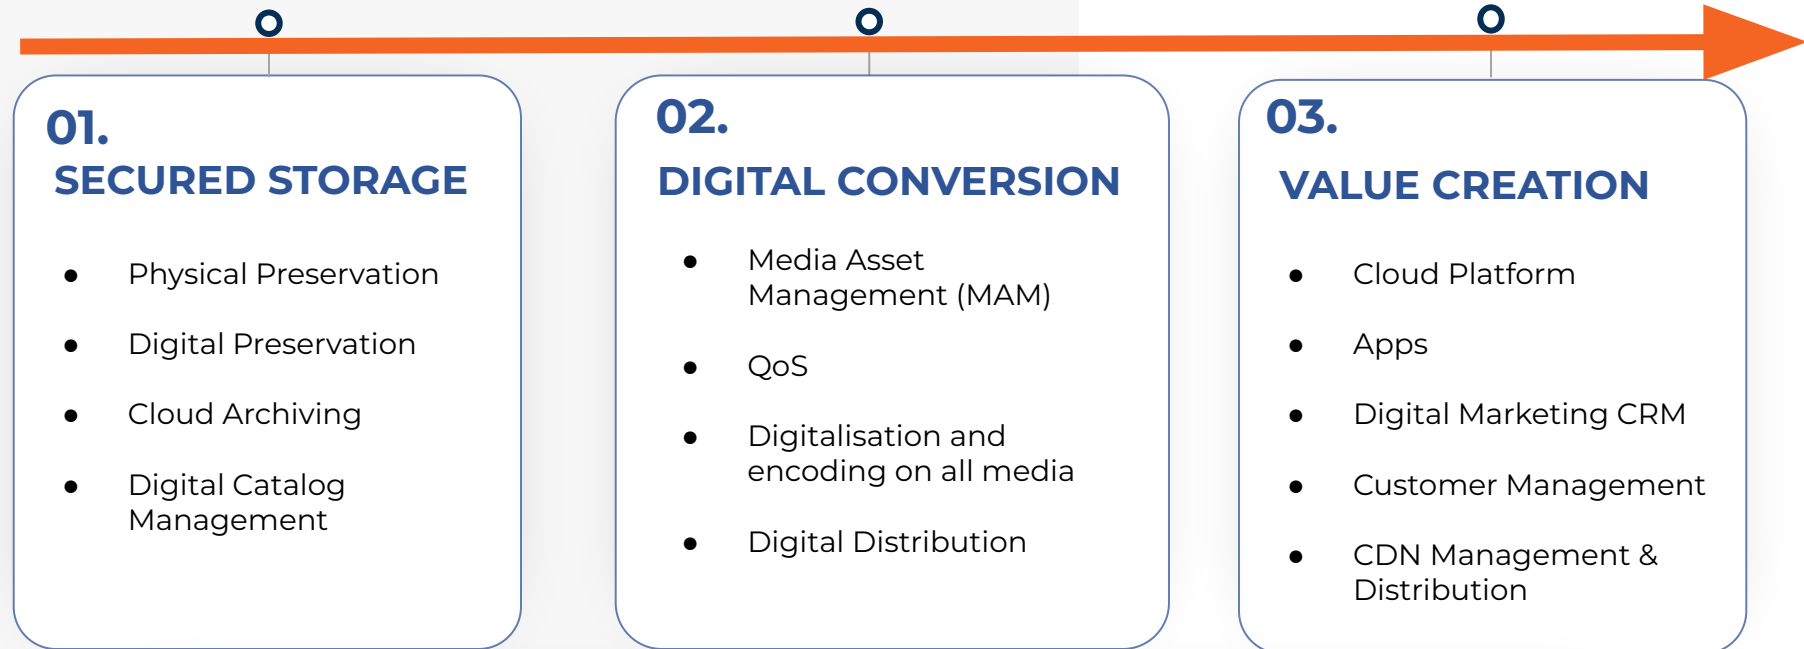 01.
SECURED STORAGE
● Physical Preservation
● Digital Preservation
● Cloud Archiving
● Digital Catalog
Management
02.
DIGITAL CONVERSION
● Media Asset
Management (MAM)
● QoS
● Digitalisation and
encoding on all media
● Digital Distribution
03.
VALUE CREATION
● Cloud Platform
● Apps
● Digital Marketing CRM
● Customer Management
● CDN Management &
Distribution